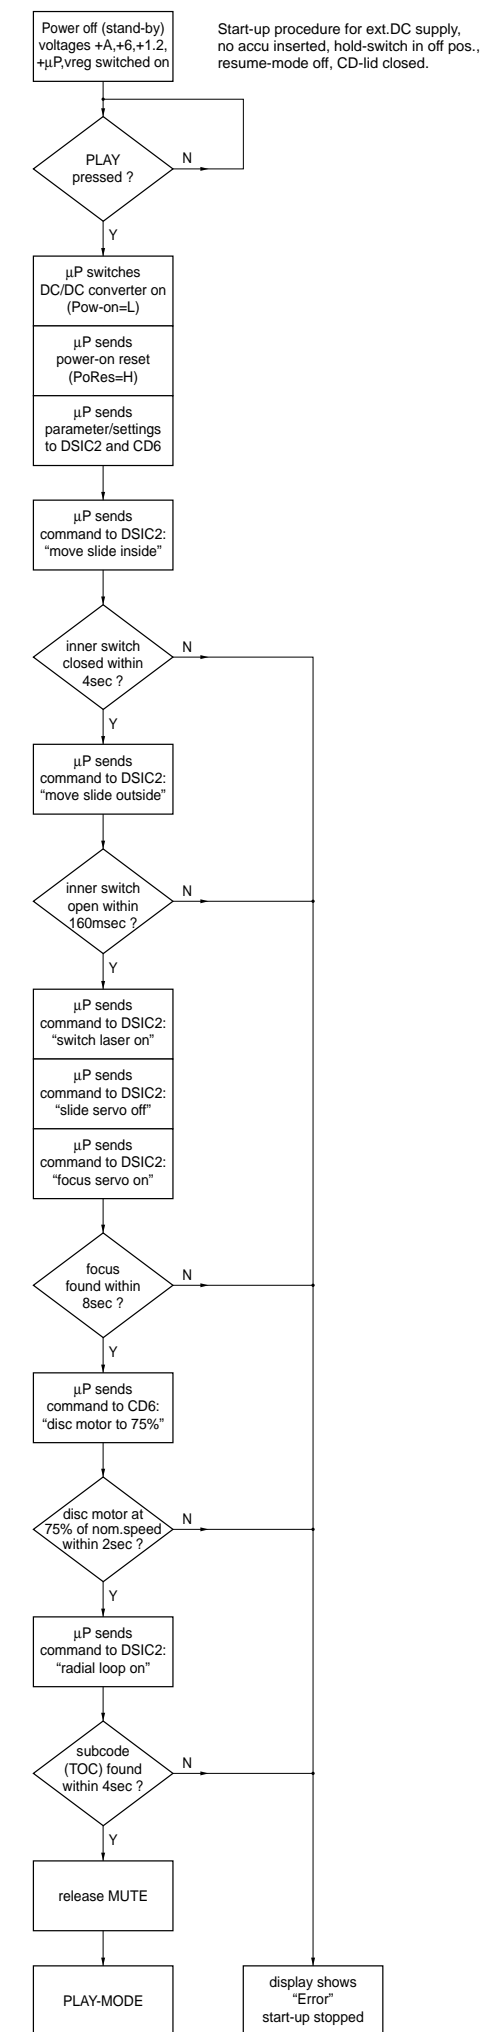 Power off (stand-by)
voltages +A,+6,+1.2,
+µP,vreg switched on
Start-up procedure for ext.DC supply,
no accu inserted, hold-switch in off pos.,
resume-mode off, CD-lid closed.
PLAY
pressed ?
N
Y
µP switches
DC/DC converter on
(Pow-on=L)
µP sends
power-on reset
(PoRes=H)
µP sends
parameter/settings
to DSIC2 and CD6
µP sends
command to DSIC2:
“move slide inside”
inner switch
closed within
4sec ?
N
Y
µP sends
command to DSIC2:
“move slide outside”
inner switch
open within
160msec ?
N
Y
µP sends
command to DSIC2:
“switch laser on”
µP sends
command to DSIC2:
“slide servo off”
µP sends
command to DSIC2:
“focus servo on”
focus
found within
8sec ?
N
Y
µP sends
command to CD6:
“disc motor to 75%”
disc motor at
75% of nom.speed
within 2sec ?
N
Y
µP sends
command to DSIC2:
“radial loop on”
subcode
(TOC) found
within 4sec ?
N
Y
release MUTE
PLAY-MODE
display shows
“Error”
start-up stopped